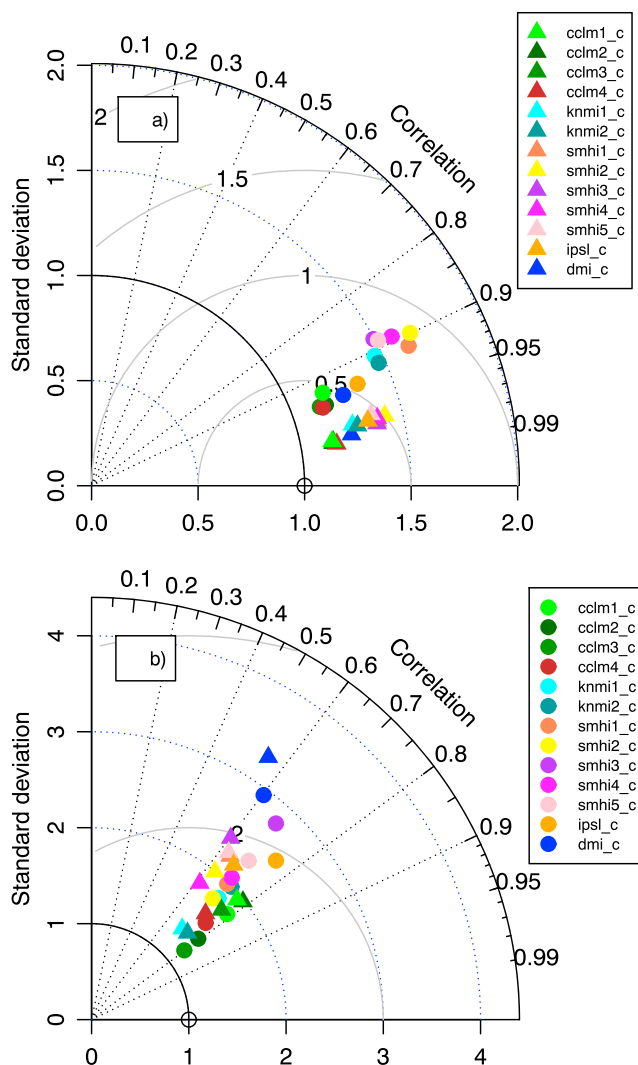 2.0
1.5
1.0
0.5
0.0
Standard deviation
0.0
0.5
1.0
1.5
2.0
0.1
0.2
0.3
0.4
0.5
0.6
0.7
0.8
0.9
0.95
0.99
Correlation
2
1.5
1
0.5
a)
cclm1_c
cclm2_c
cclm3_c
cclm4_c
knmi1_c
knmi2_c
smhi1_c
smhi2_c
smhi3_c
smhi4_c
smhi5_c
ipsl_c
dmi_c
4
3
2
1
0
Standard deviation
0
1
2
3
4
0.1
0.2
0.3
0.4
0.5
0.6
0.7
0.8
0.9
0.95
0.99
Correlation
2
b)
cclm1_c
cclm2_c
cclm3_c
cclm4_c
knmi1_c
knmi2_c
smhi1_c
smhi2_c
smhi3_c
smhi4_c
smhi5_c
ipsl_c
dmi_c